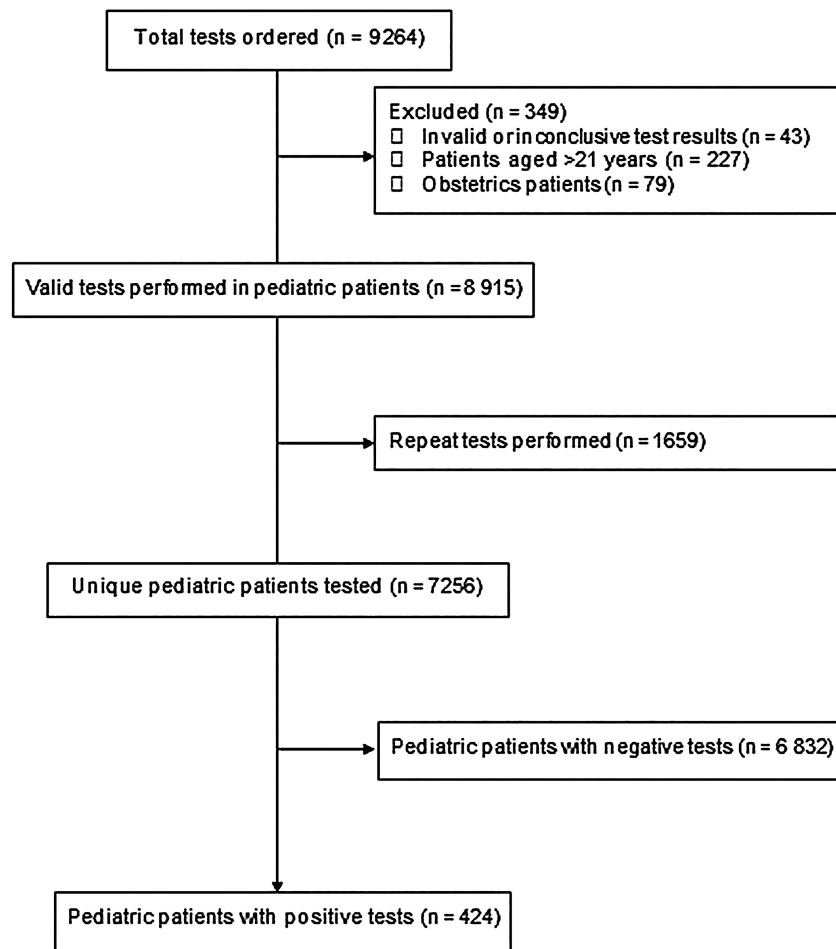 Total tests ordered (n = 9264)
Excluded (n = 349)
Invalid or inconclusive test results (n = 43)
Patients aged >21 years (n = 227)
Obstetrics patients (n = 79)
Valid tests performed in pediatric patients (n =8 915)
Repeat tests performed (n = 1659)
Unique pediatric patients tested (n = 7256)
Pediatric patients with negative tests (n = 6 832)
Pediatric patients with positive tests (n = 424)